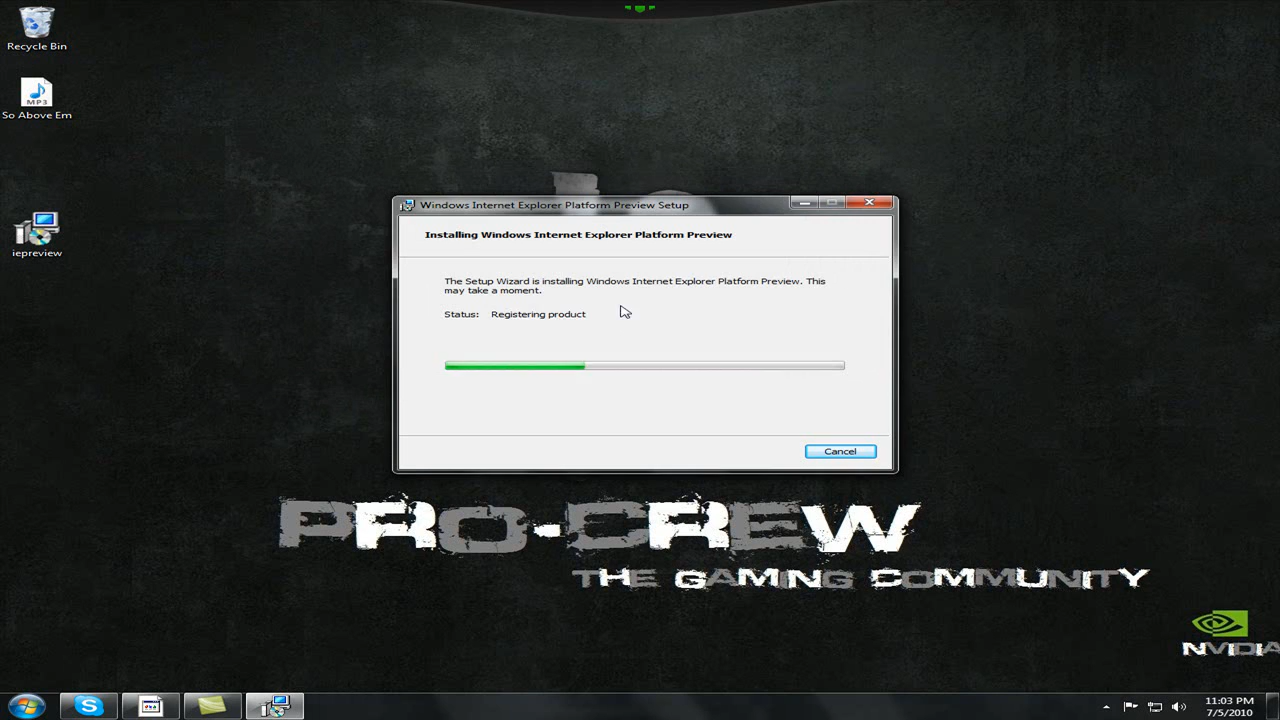 Recycle Bin
MP3
So Above Em
iepreview
Windows Internet Explorer Platform Preview Setup
Installing Windows Internet Explorer Platform Preview
The Setup Wizard is installing Windows Internet Explorer Platform Preview. This
may take a moment.
Status: Registering product
Cancel
PRO-CREW
THE GAMING COMMUNITY
NVIDIA
11:03 PM
7/5/2010